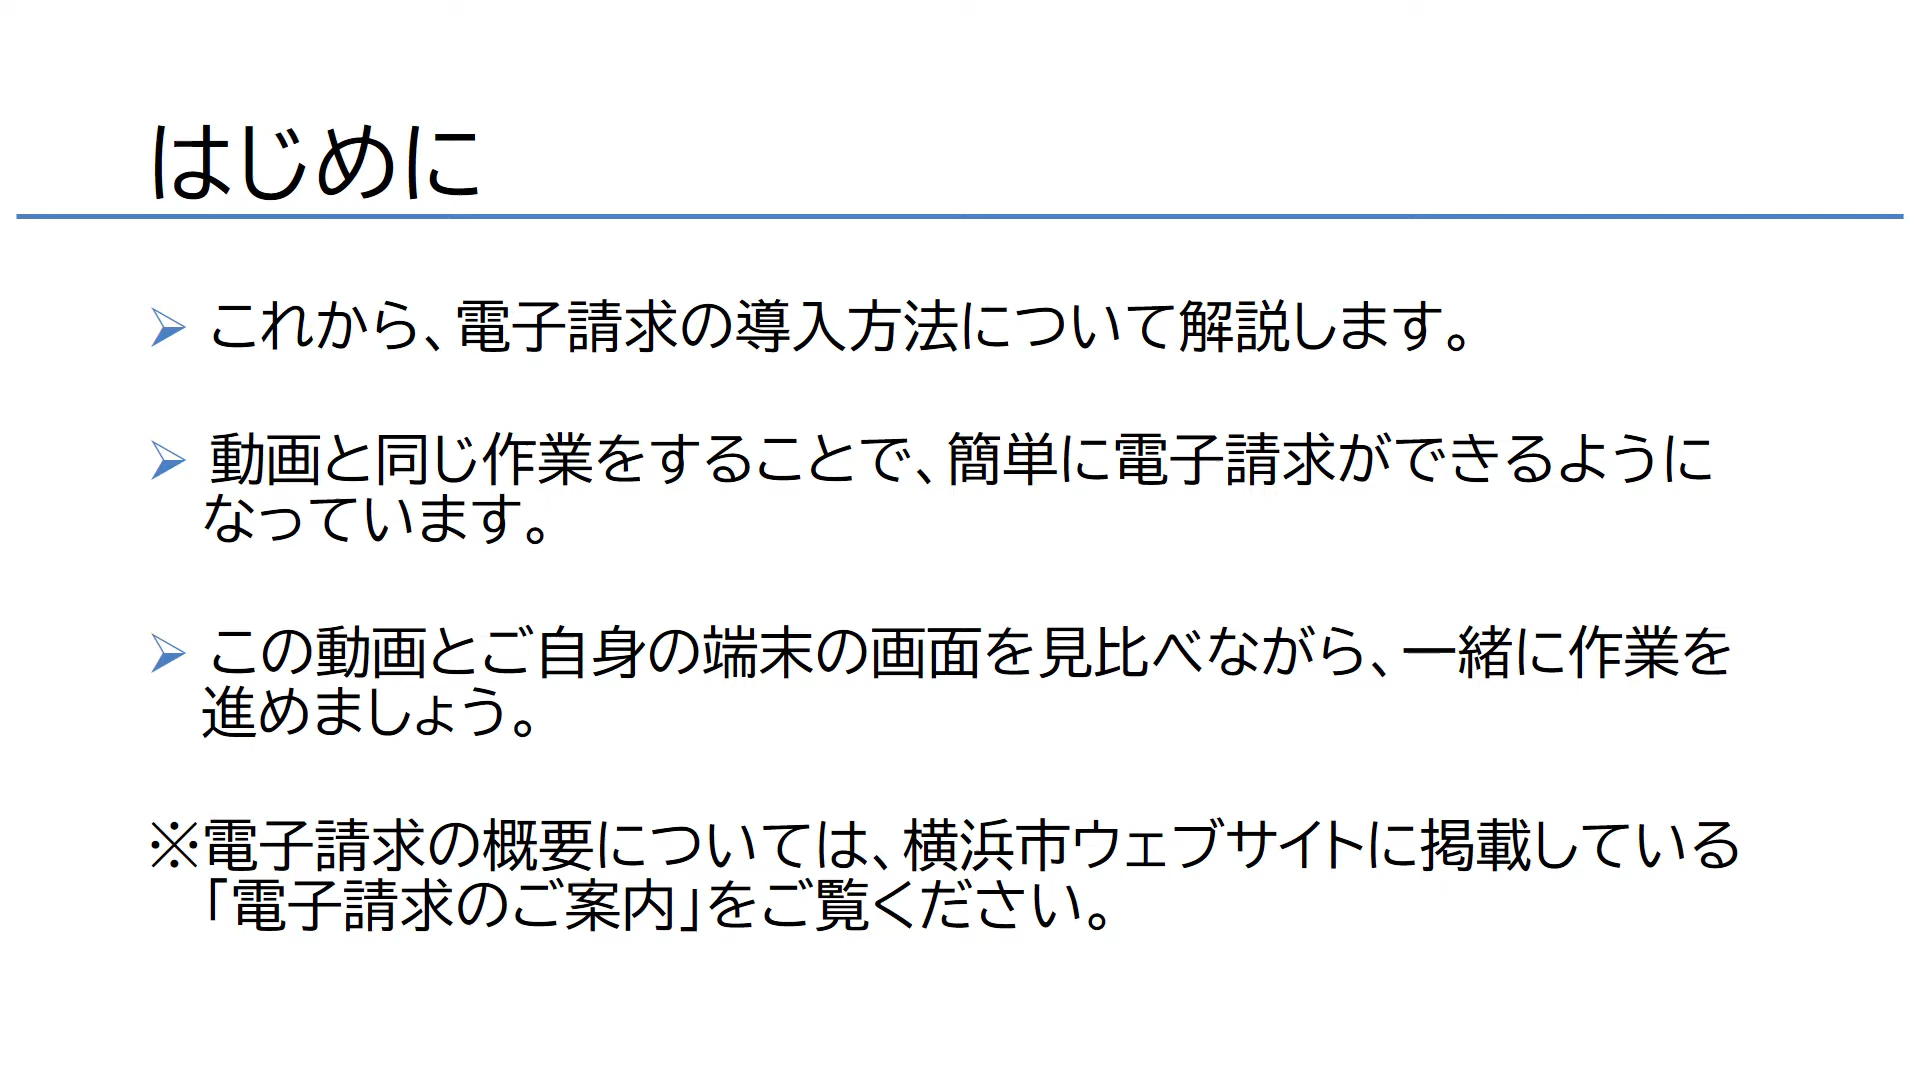 はじめに
➢ これから、電子請求の導入方法について解説します。
➢ 動画と同じ作業をすることで、簡単に電子請求ができるように
なっています。
➢ この動画とご自身の端末の画面を見比べながら、一緒に作業を
進めましょう。
※電子請求の概要については、横浜市ウェブサイトに掲載している
「電子請求のご案内」をご覧ください。